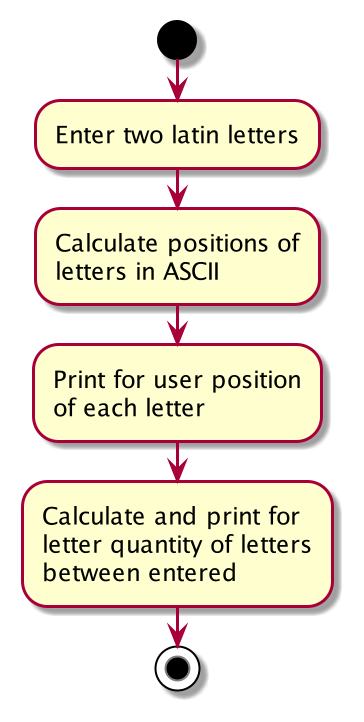 Enter two latin letters
Calculate positions of
letters in ASCII
Print for user position
of each letter
Calculate and print for
letter quantity of letters
between entered